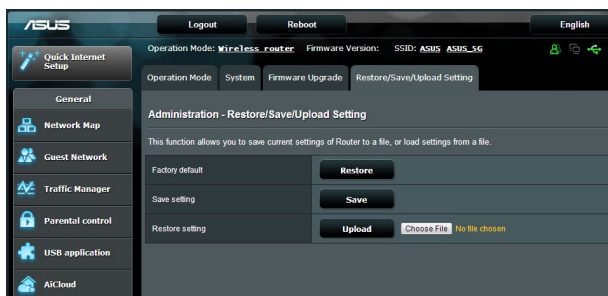 ASUS
Logout
Reboot
English
Quick Internet Setup
Operation Mode: Wireless router Firmware Version: SSID: ASUS ASUS_5G
Operation Mode
System
Firmware Upgrade
Restore/Save/Upload Setting
General
Network Map
Guest Network
Traffic Manager
Parental control
USB application
AiCloud
Administration - Restore/Save/Upload Setting
This function allows you to save current settings of Router to a file, or load settings from a file.
Factory default Restore
Save setting Save
Restore setting Upload Choose File No file chosen